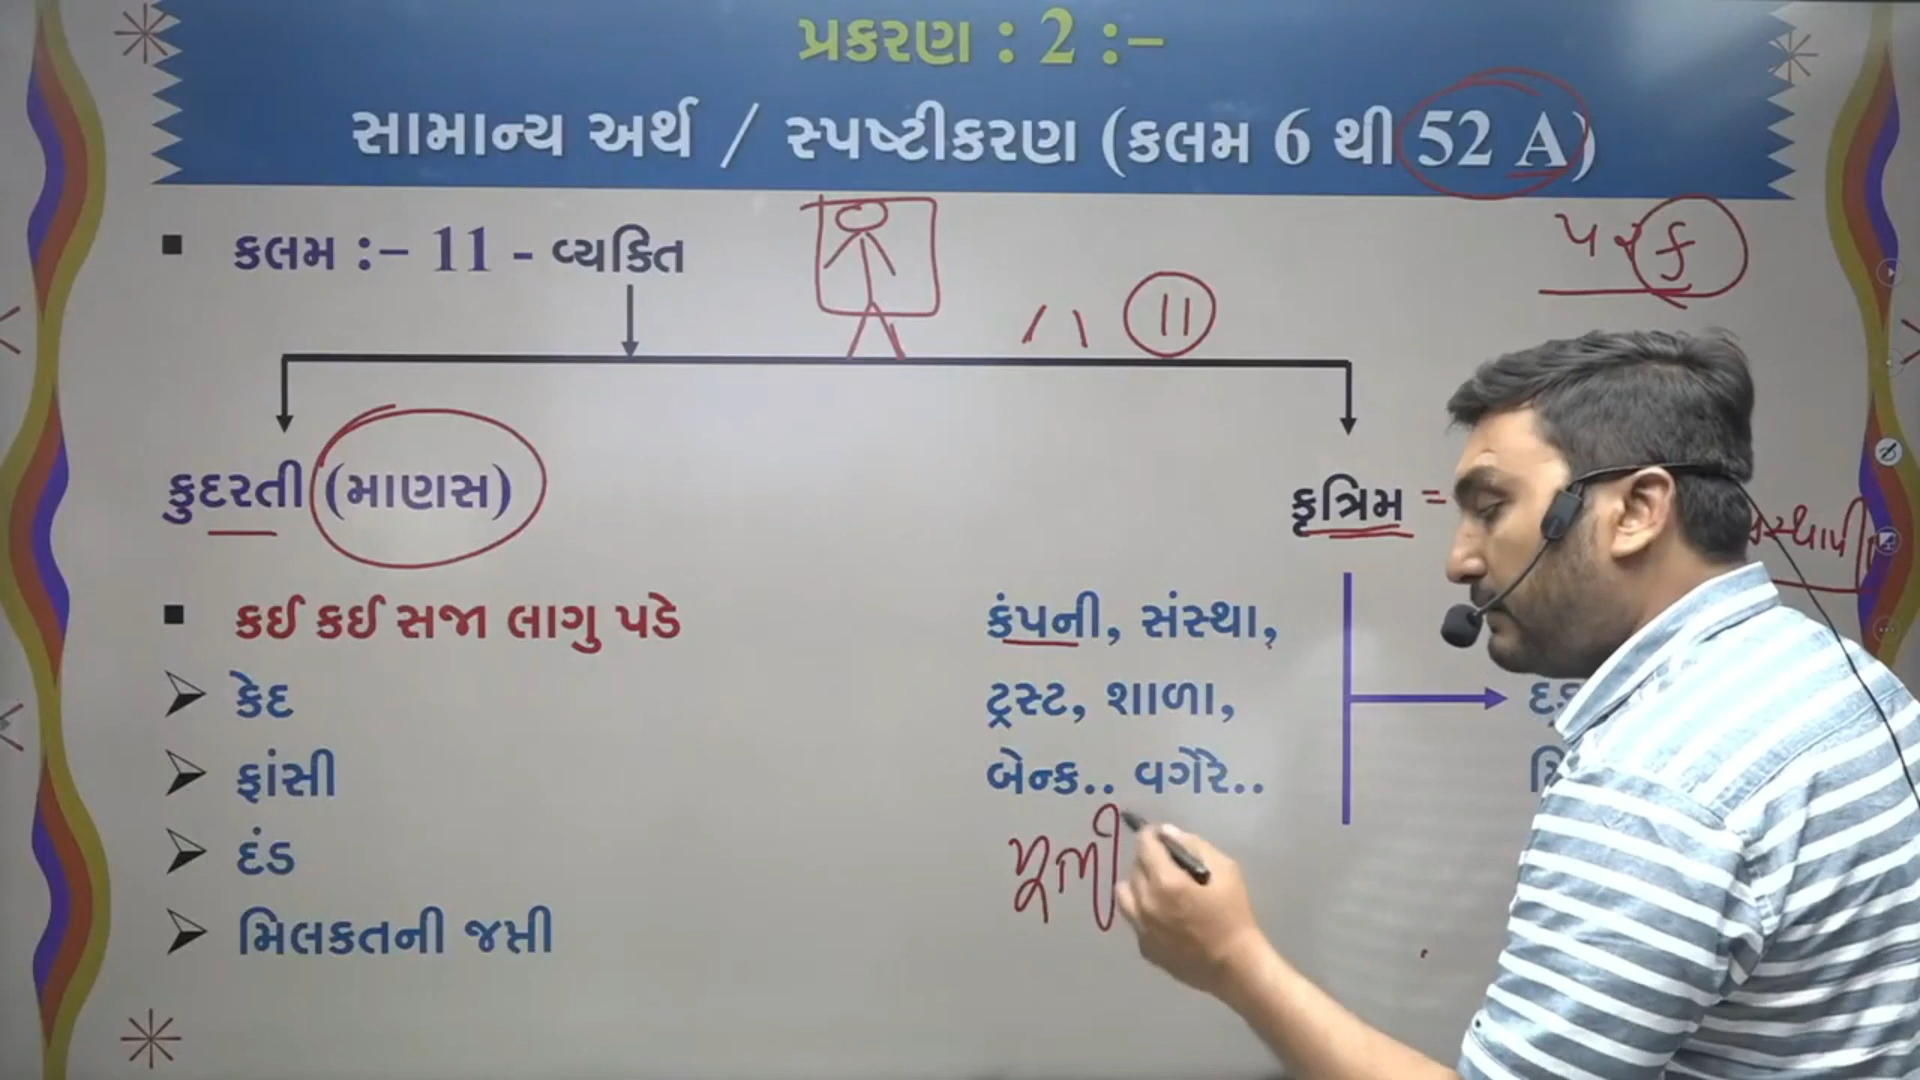 પ્રકરણ : 2 :–
સામાન્ય અર્થ / સ્પષ્ટીકરણ (કલમ 6 થી 52 A)
કલમ :– 11 - વ્યકિત
11
કુદરતી (માણસ)
કૃત્રિમ =
કઈ કઈ સજા લાગુ પડે
કેદ
ફાંસી
દંડ
મિલકતની જપ્તી
કંપની, સંસ્થા,
ટ્રસ્ટ, શાળા,
બેન્ક.. વગેરે..